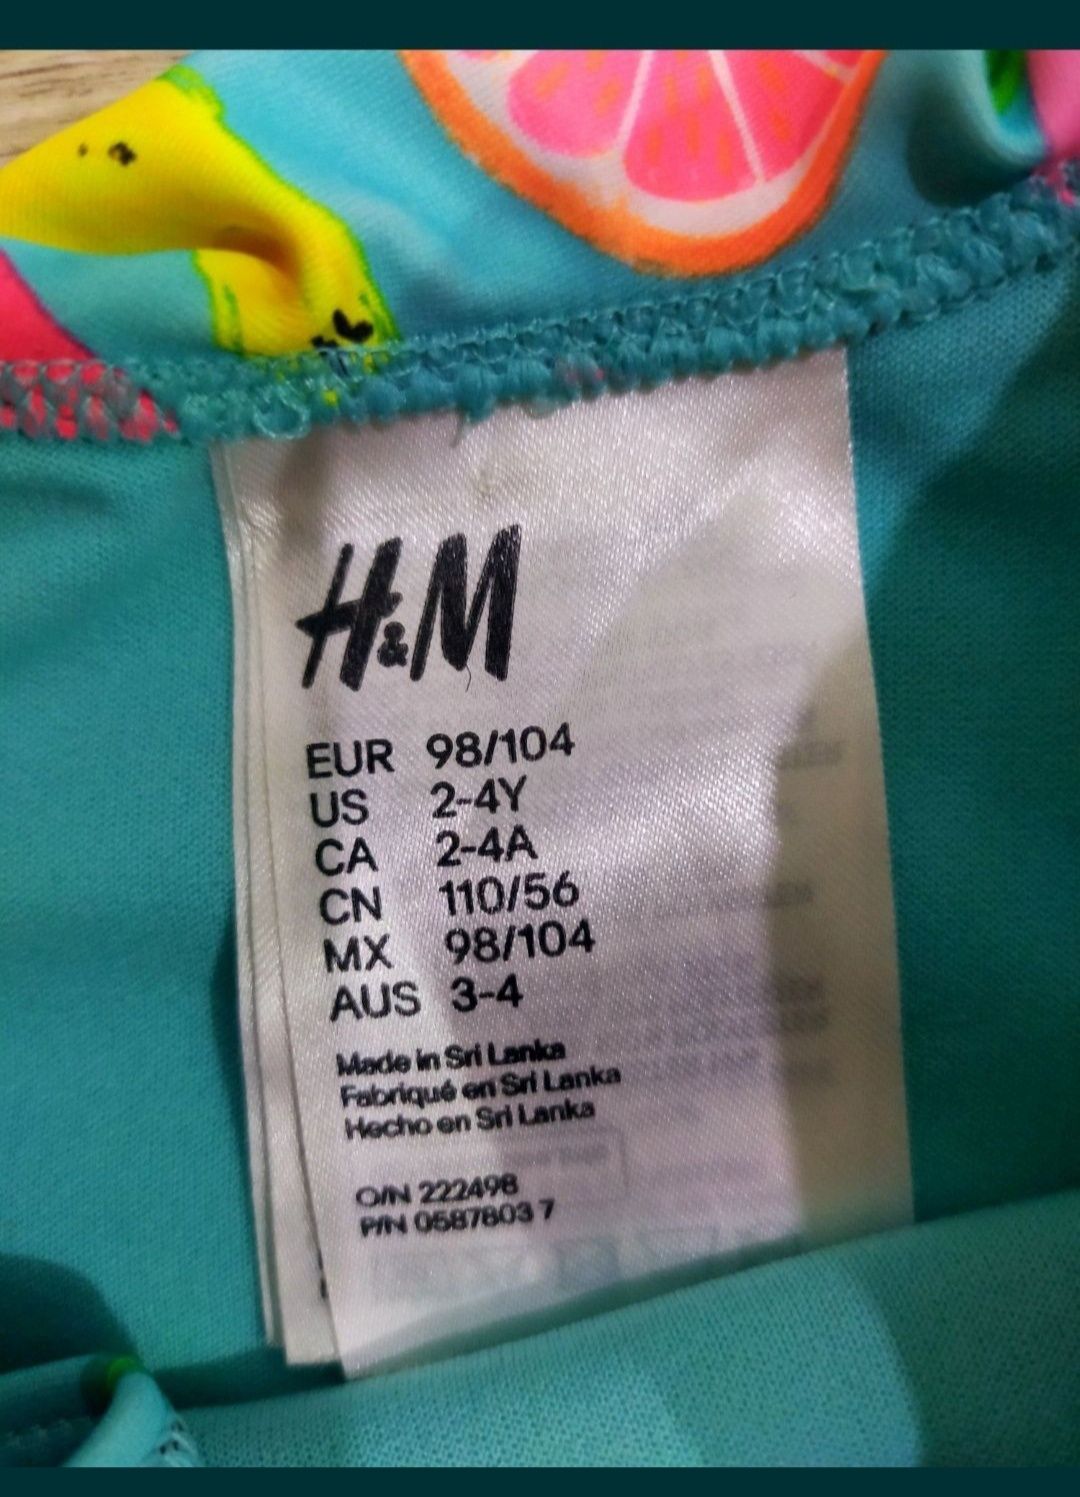 H&M
EUR 98/104
US 2-4Y
CA 2-4A
CN 110/56
MX 98/104
AUS 3-4
Made in Sri Lanka
Fabriqué en Sri Lanka
Hecho en Sri Lanka
O/N 222498
P/N 0587803 7